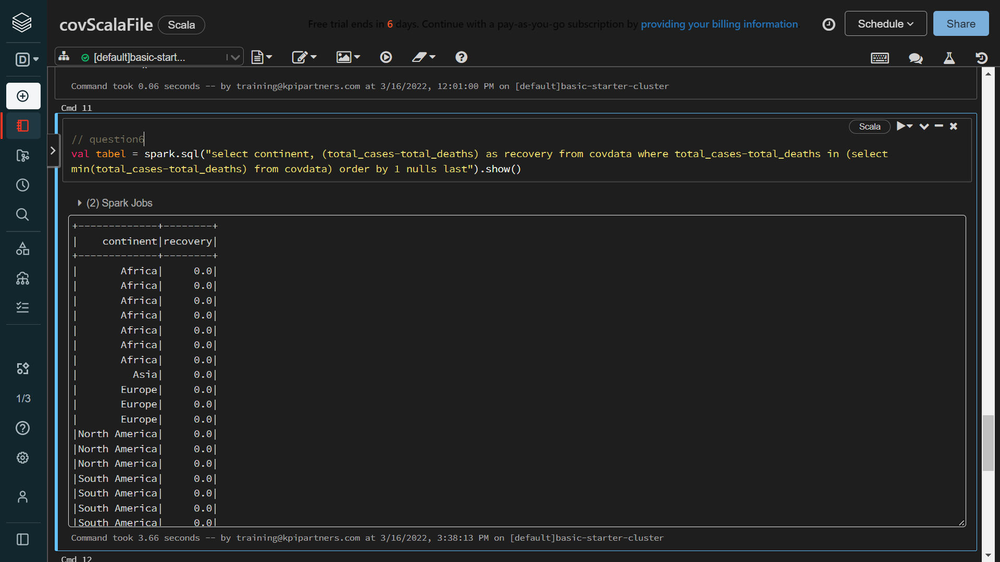 covScalaFile Scala
Free trial ends in 6 days. Continue with a pay-as-you-go subscription by providing your billing information.
Schedule
Share
D
[default]basic-start...
Command took 0.06 seconds -- by training@kpipartners.com at 3/16/2022, 12:01:00 PM on [default]basic-starter-cluster
Cmd 11
Scala
// question6
val tabel = spark.sql("select continent, (total_cases-total_deaths) as recovery from covdata where total_cases-total_deaths in (select
min(total_cases-total_deaths) from covdata) order by 1 nulls last").show()
(2) Spark Jobs
+-------------+--------+
|    continent|recovery|
+-------------+--------+
|       Africa|     0.0|
|       Africa|     0.0|
|       Africa|     0.0|
|       Africa|     0.0|
|       Africa|     0.0|
|       Africa|     0.0|
|       Africa|     0.0|
|         Asia|     0.0|
|       Europe|     0.0|
|       Europe|     0.0|
|       Europe|     0.0|
|North America|     0.0|
|North America|     0.0|
|North America|     0.0|
|South America|     0.0|
|South America|     0.0|
|South America|     0.0|
|South America|     0.0|
1/3
Command took 3.66 seconds -- by training@kpipartners.com at 3/16/2022, 3:38:13 PM on [default]basic-starter-cluster
Cmd 12